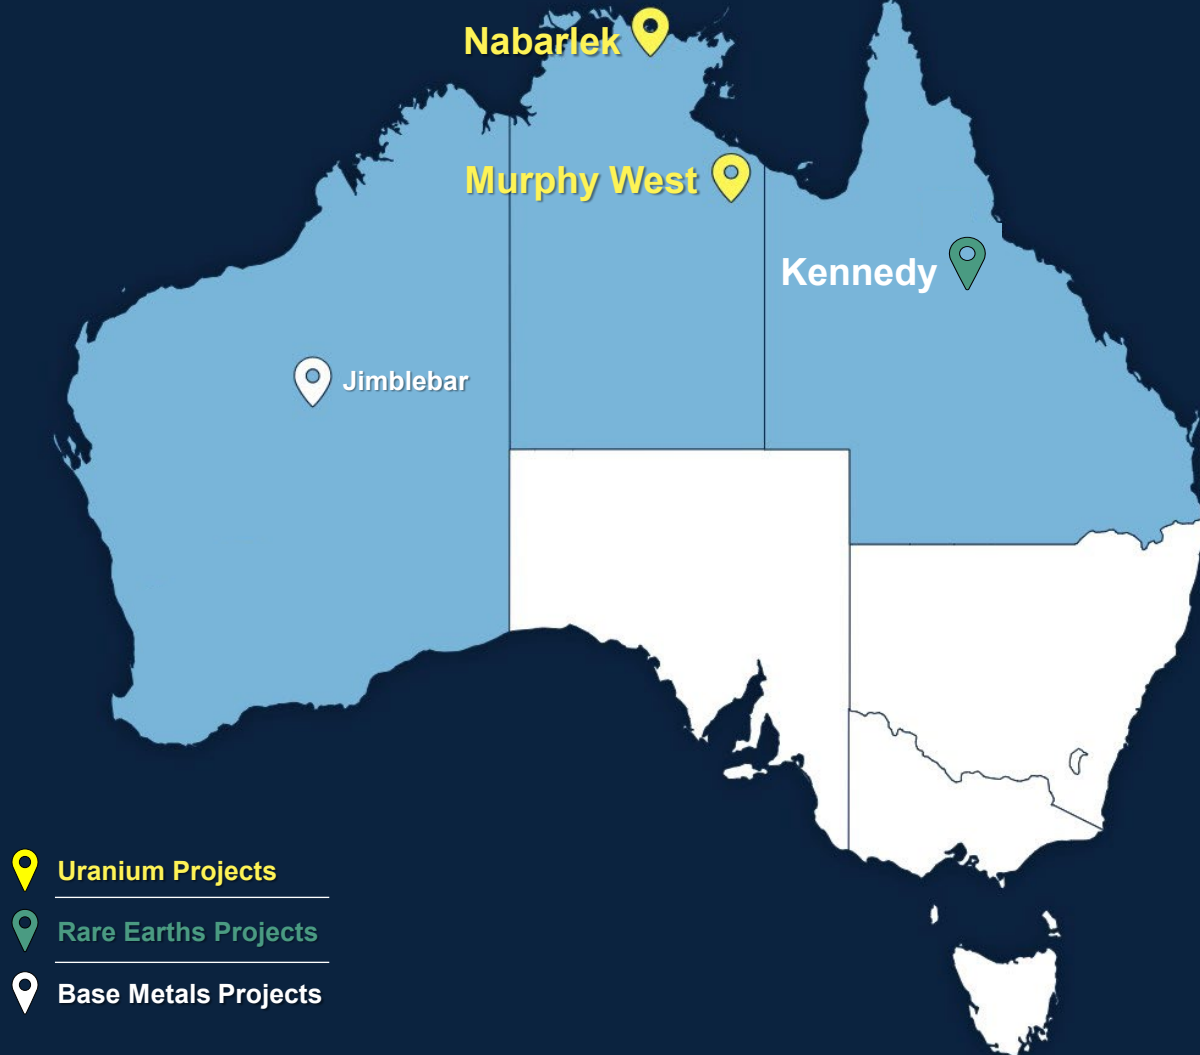 Nabarlek
Murphy West
Kennedy
Jimblebar
Uranium Projects
Rare Earths Projects
Base Metals Projects